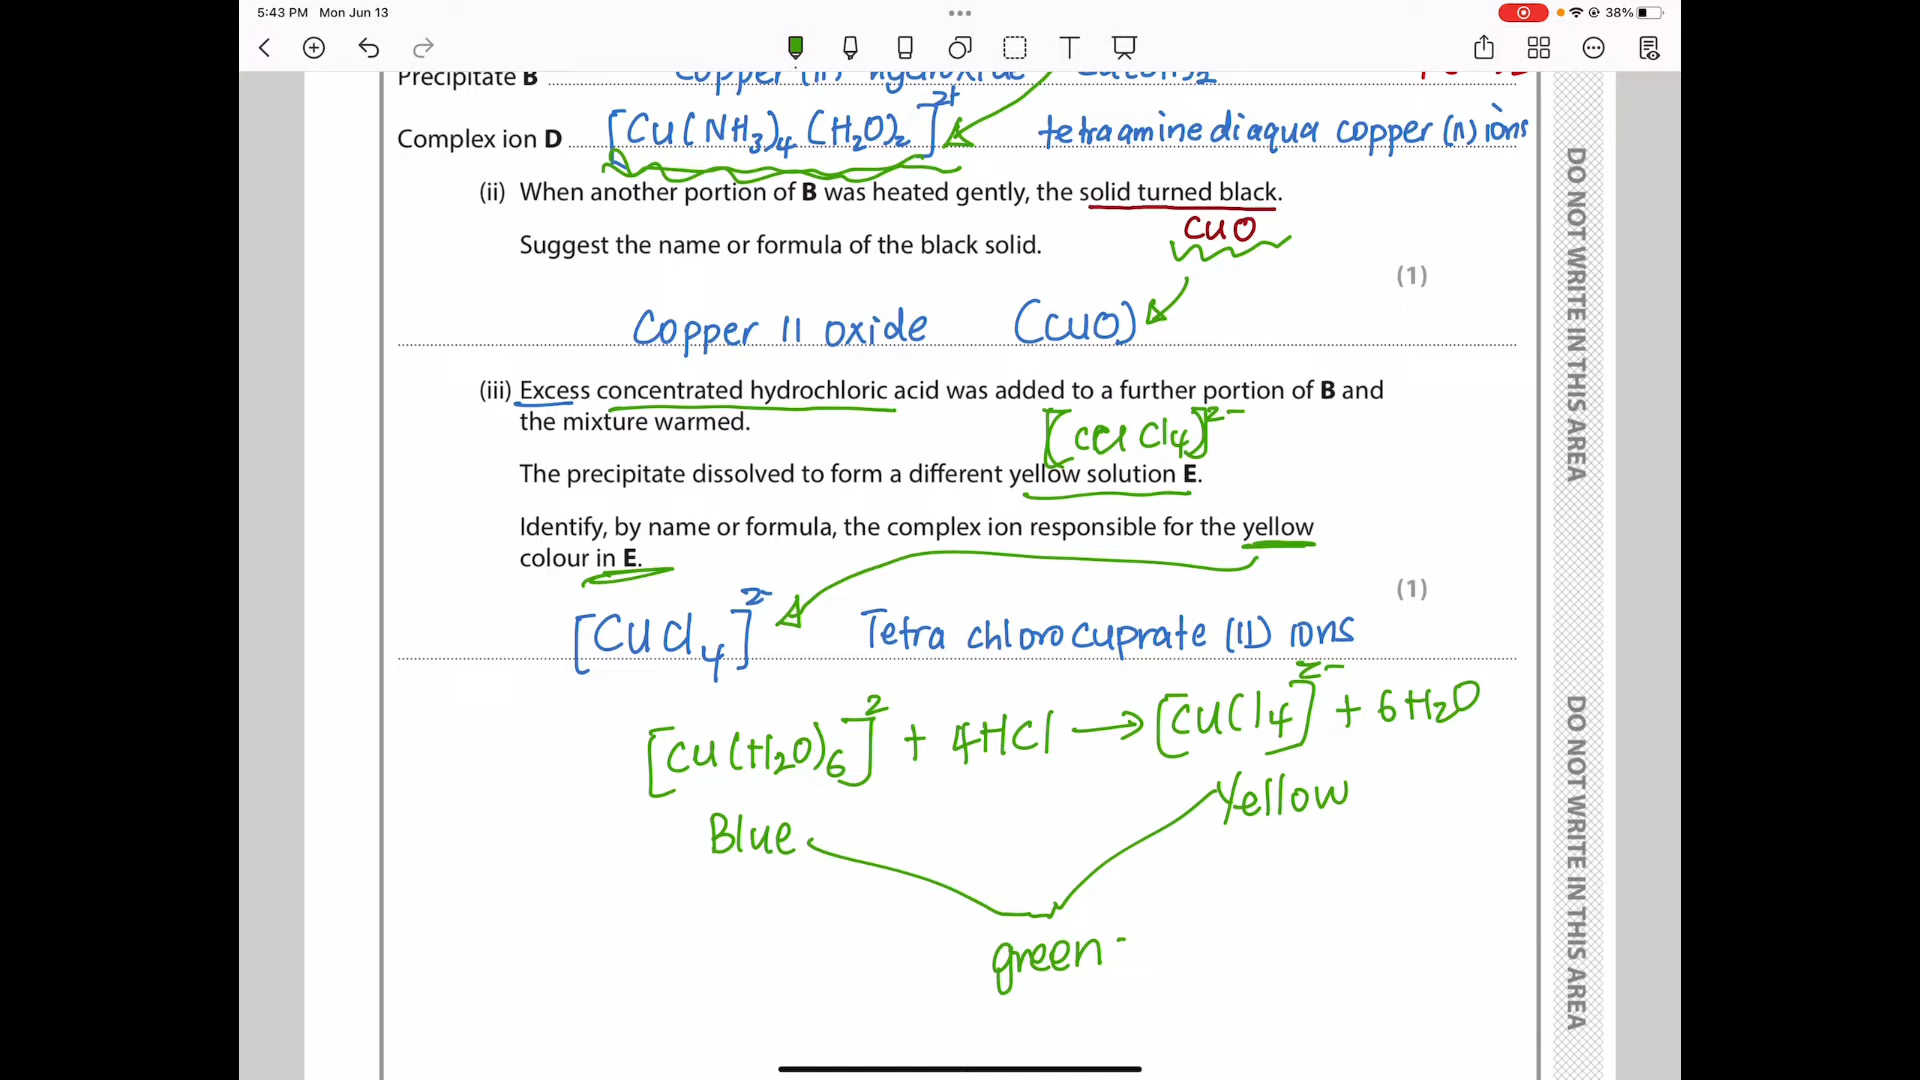 5:43 PM Mon Jun 13
38%
Precipitate B Copper (II) hydroxide
Complex ion D [Cu(NH₃)₄(H₂O)₂]²⁺ tetraamine diaqua copper (II) ions
(ii) When another portion of B was heated gently, the solid turned black.
CuO
Suggest the name or formula of the black solid.
(1)
Copper II oxide (CuO)
(iii) Excess concentrated hydrochloric acid was added to a further portion of B and
the mixture warmed.
[CuCl₄]²⁻
The precipitate dissolved to form a different yellow solution E.
Identify, by name or formula, the complex ion responsible for the yellow
colour in E.
(1)
[CuCl₄]²⁻ Tetra chloro cuprate (II) ions
[Cu(H₂O)₆]² + 4HCl → [CuCl₄]²⁻ + 6H₂O
Blue Yellow
green -
DO NOT WRITE IN THIS AREA
DO NOT WRITE IN THIS AREA